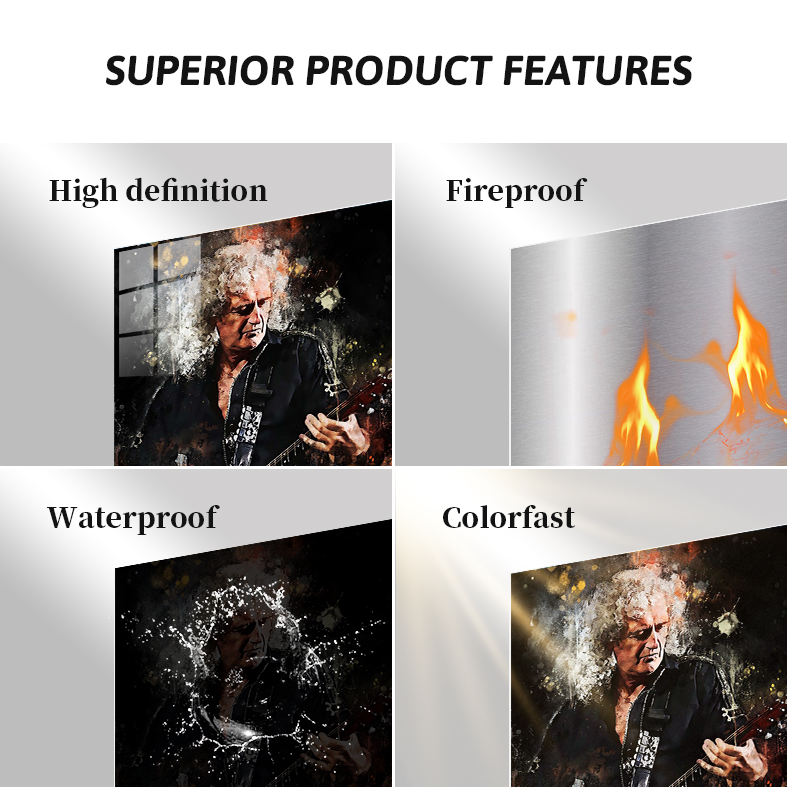 SUPERIOR PRODUCT FEATURES
High definition
Fireproof
Waterproof
Colorfast